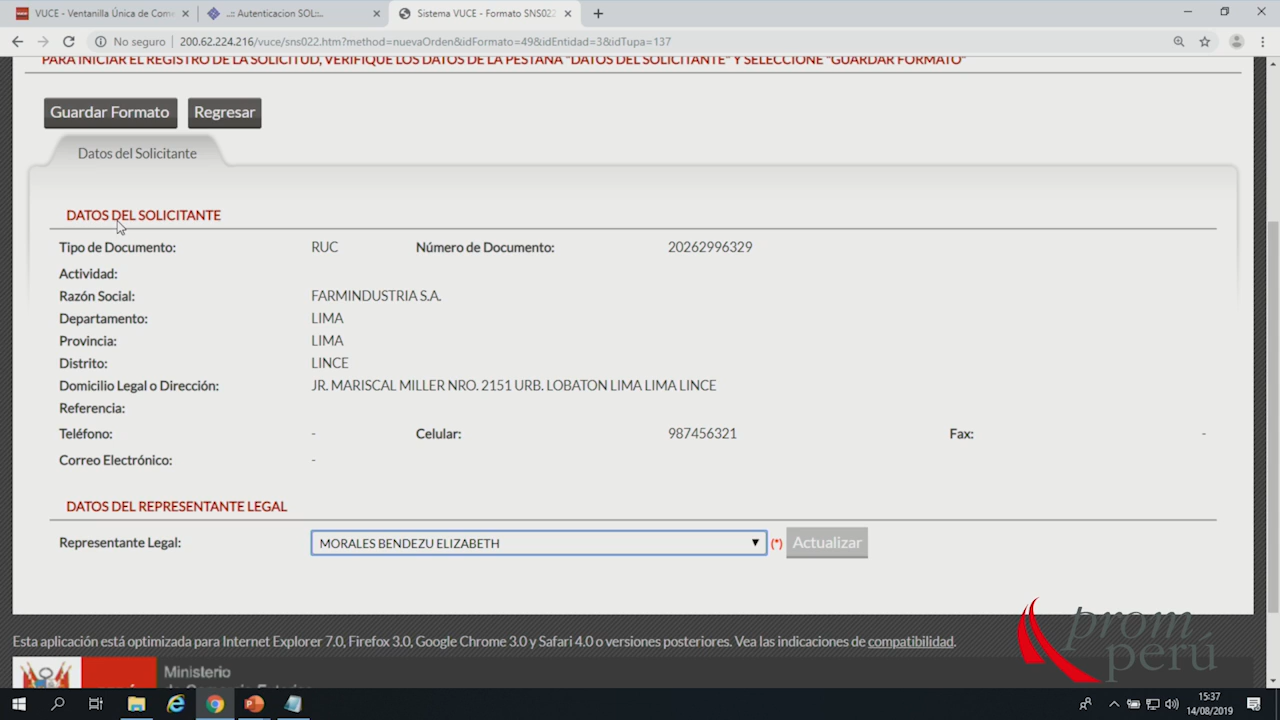 VUCE - Ventanilla Única de Come
..:: Autenticacion SOL::..
Sistema VUCE - Formato SNS022
No seguro
200.62.224.216/vuce/sns022.htm?method=nuevaOrden&idFormato=49&idEntidad=3&idTupa=137
PARA INICIAR EL REGISTRO DE LA SOLICITUD, VERIFIQUE LOS DATOS DE LA PESTAÑA "DATOS DEL SOLICITANTE" Y SELECCIONE "GUARDAR FORMATO"
Guardar Formato Regresar
Datos del Solicitante
DATOS DEL SOLICITANTE
Tipo de Documento: RUC Número de Documento: 20262996329
Actividad:
Razón Social: FARMINDUSTRIA S.A.
Departamento: LIMA
Provincia: LIMA
Distrito: LINCE
Domicilio Legal o Dirección: JR. MARISCAL MILLER NRO. 2151 URB. LOBATON LIMA LIMA LINCE
Referencia:
Teléfono: - Celular: 987456321 Fax: -
Correo Electrónico: -
DATOS DEL REPRESENTANTE LEGAL
Representante Legal: MORALES BENDEZU ELIZABETH (*) Actualizar
Esta aplicación está optimizada para Internet Explorer 7.0, Firefox 3.0, Google Chrome 3.0 y Safari 4.0 o versiones posteriores. Vea las indicaciones de compatibilidad.
prom
perú
Ministerio
15:37
14/08/2019